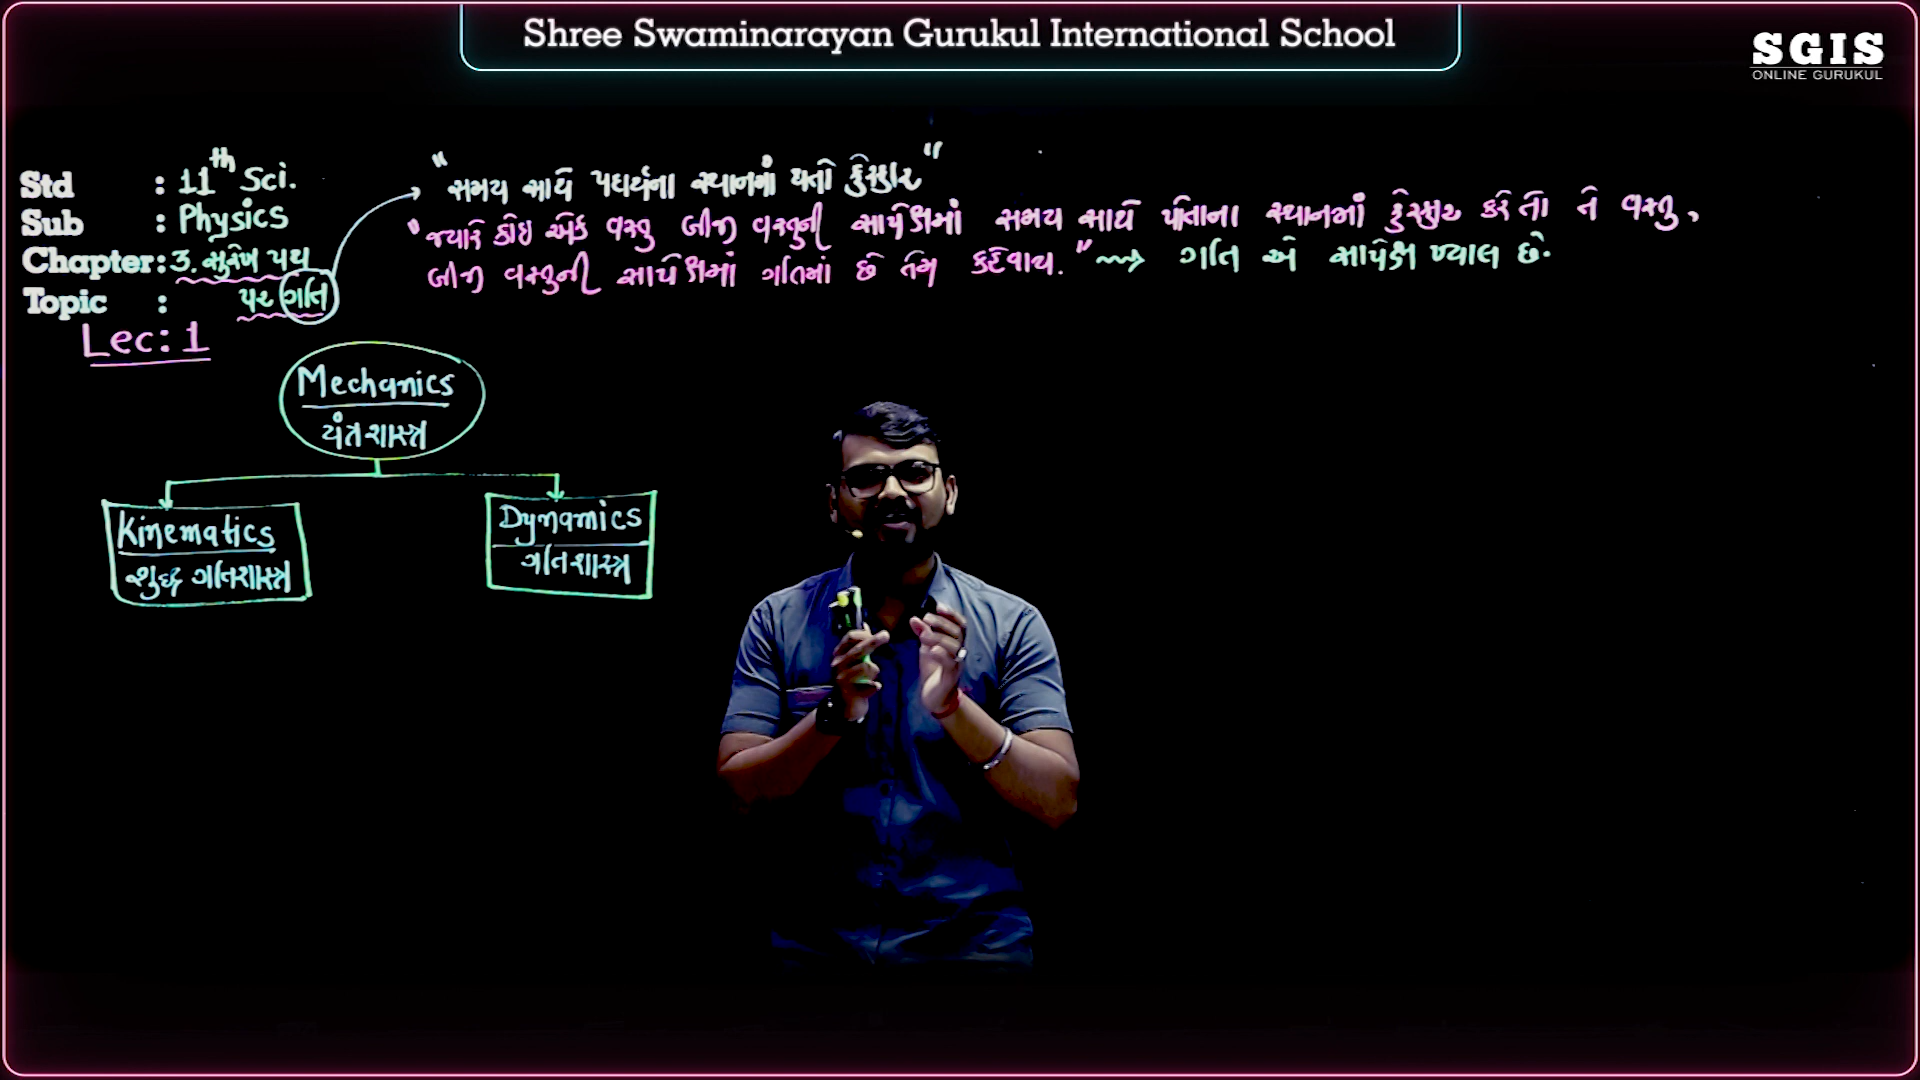 Shree Swaminarayan Gurukul International School
SGIS
ONLINE GURUKUL
Std : 11th Sci.
Sub : Physics
Chapter: 3. સુરેખ પથ
Topic : પર ગતિ
Lec: 1
"સમય સાથે પદાર્થના સ્થાનમાં થતો ફેરફાર"
"જ્યારે કોઇ એક વસ્તુ બીજી વસ્તુની સાપેક્ષમાં સમય સાથે પોતાના સ્થાનમાં ફેરફાર કરે તો તે વસ્તુ,
બીજી વસ્તુની સાપેક્ષમાં ગતિમાં છે તેમ કહેવાય." ⇝ ગતિ એ સાપેક્ષ ખ્યાલ છે.
Mechanics
યંત્રશાસ્ત્ર
Kinematics
શુદ્ધ ગતિશાસ્ત્ર
Dynamics
ગતિશાસ્ત્ર